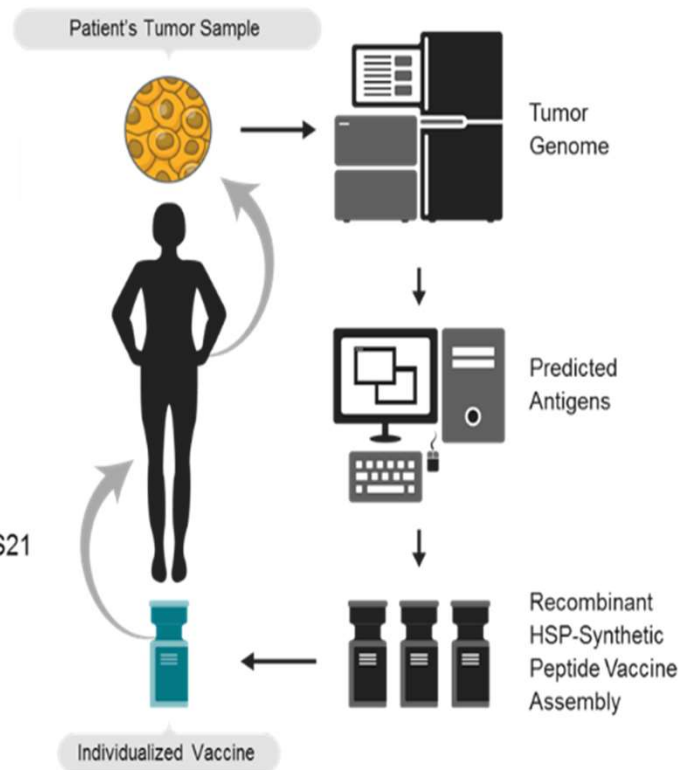 Patient's Tumor Sample
Tumor
Genome
Predicted
Antigens
Recombinant
HSP-Synthetic
Peptide Vaccine
Assembly
Individualized Vaccine